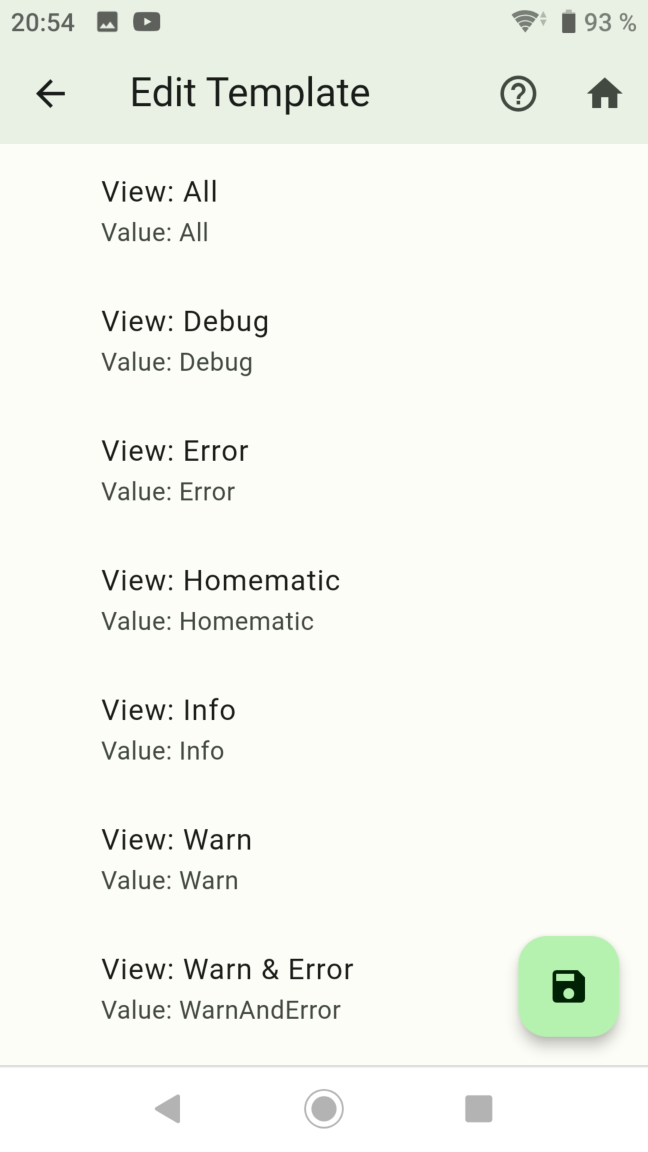 20:54
93 %
Edit Template
View: All
Value: All
View: Debug
Value: Debug
View: Error
Value: Error
View: Homematic
Value: Homematic
View: Info
Value: Info
View: Warn
Value: Warn
View: Warn & Error
Value: WarnAndError